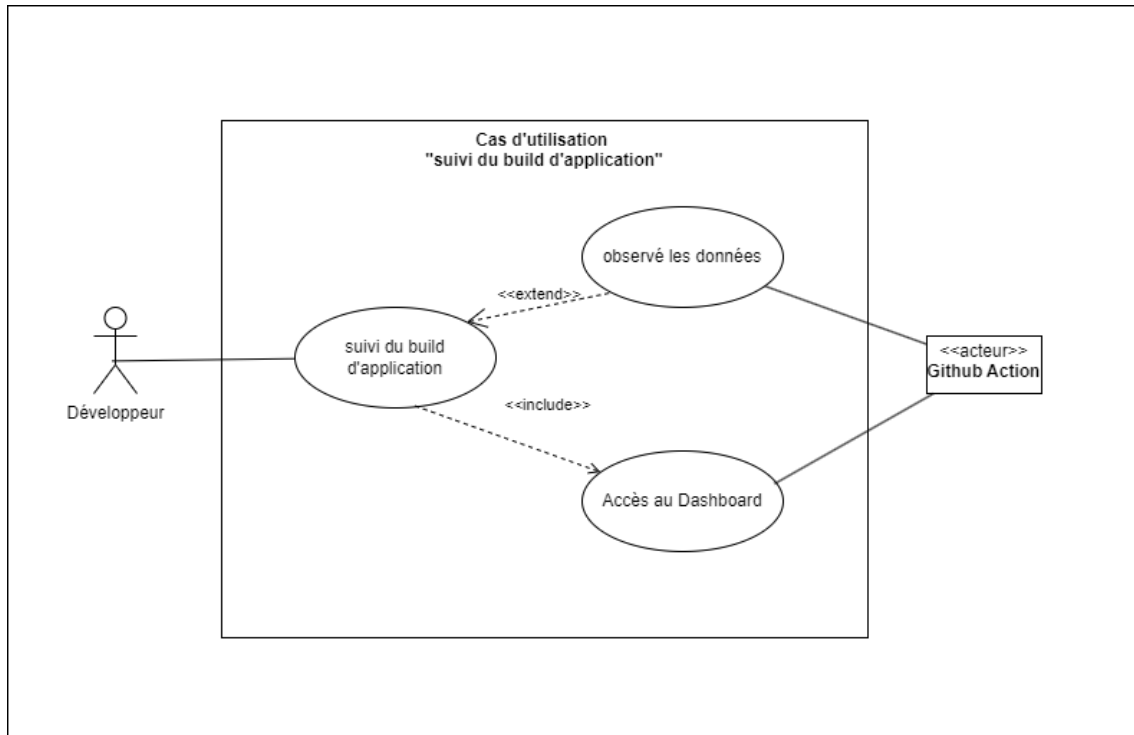 Cas d'utilisation
"suivi du build d'application"
observé les données
<<extend>>
suivi du build
d'application
<<acteur>>
Github Action
<<include>>
Développeur
Accès au Dashboard